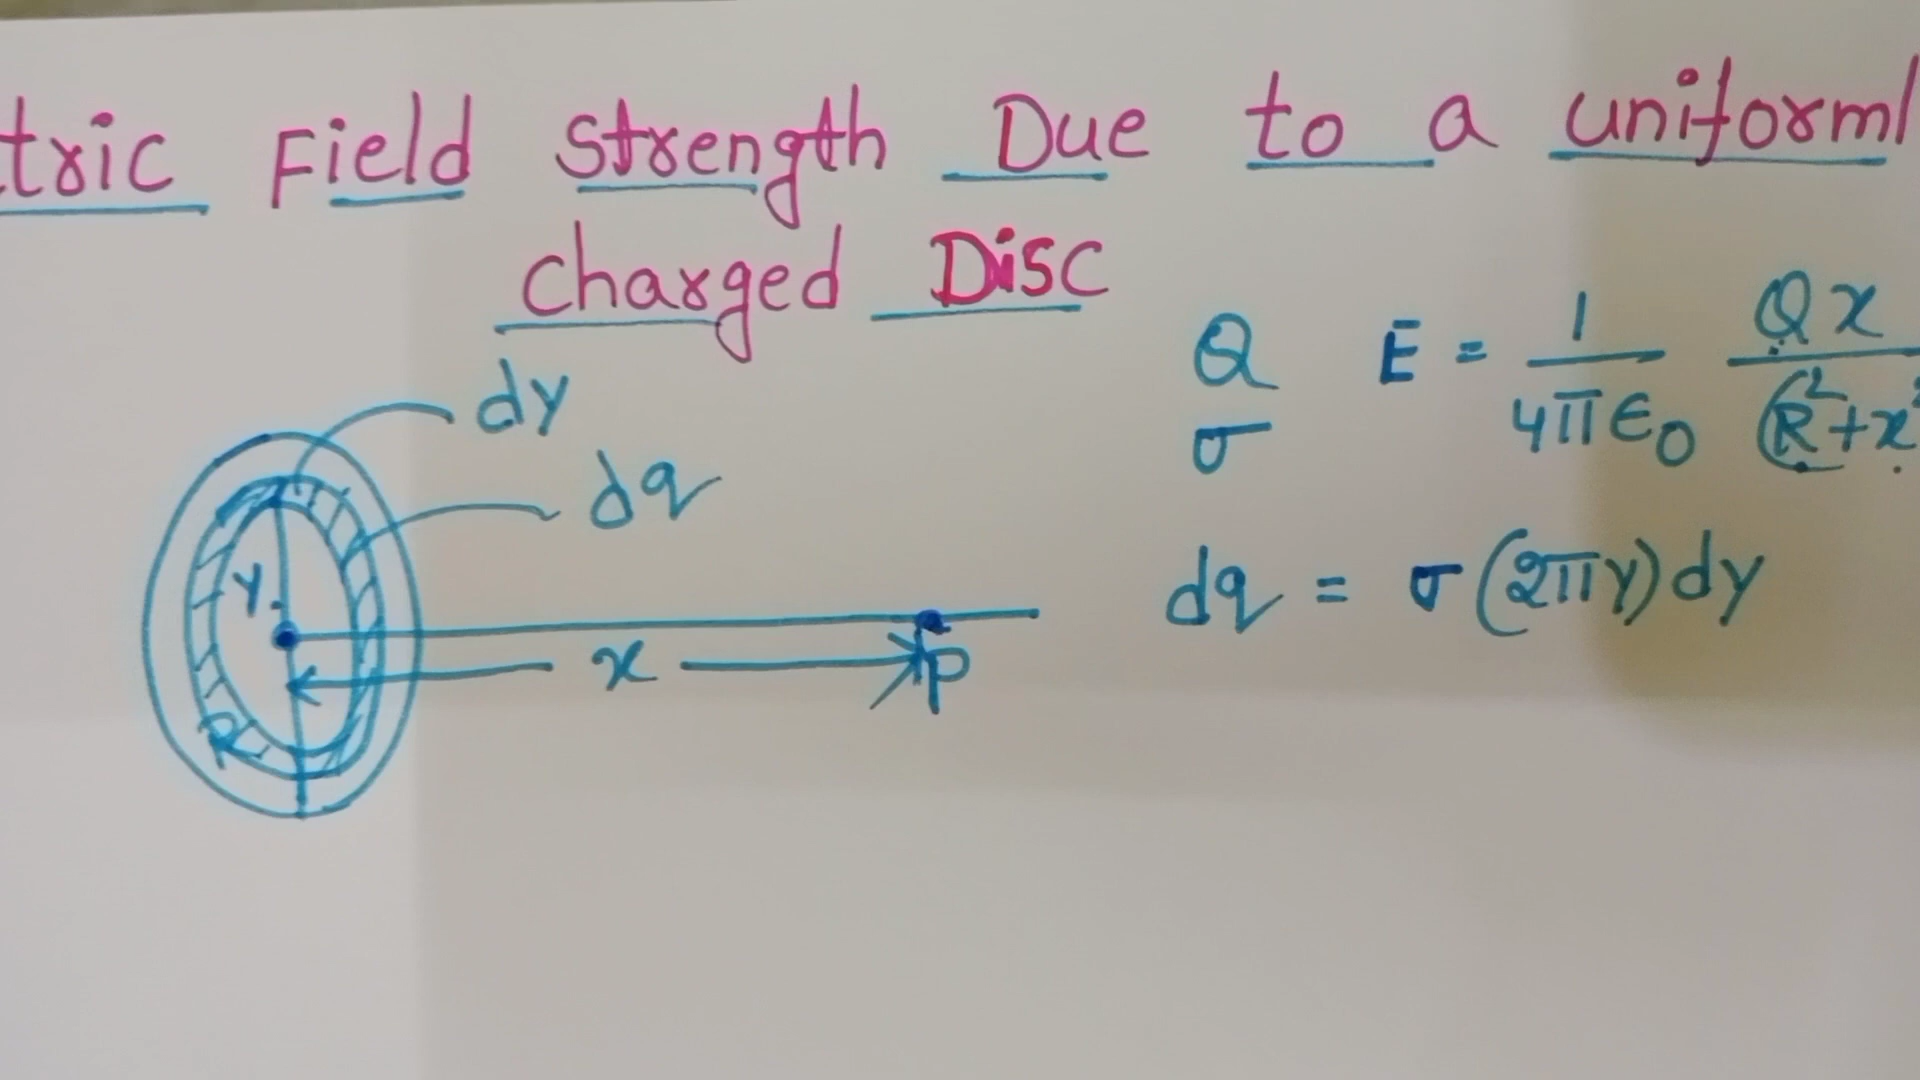 tric Field Strength Due to a uniforml
charged Disc
dy
dq
y
R
x
P
Q
σ
E = 1/4πϵ0 Qx/(R²+x²
dq = σ(2πy)dy